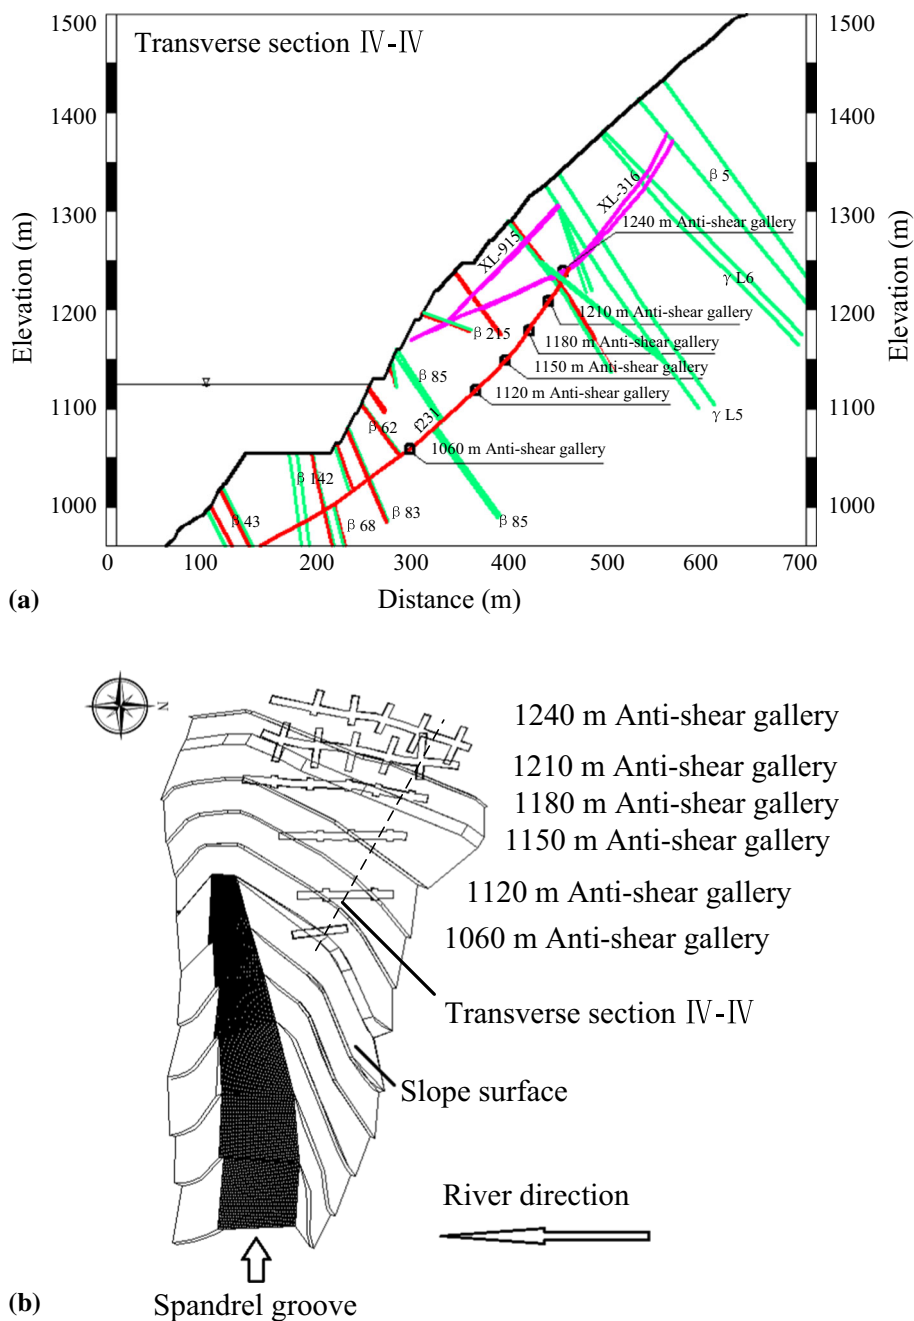 Transverse section Ⅳ-Ⅳ
1500
1400
1300
1200
1100
1000
Elevation (m)
1500
1400
1300
1200
1100
1000
Elevation (m)
β 5
XL-316
1240 m Anti-shear gallery
XL-915
γ L6
1210 m Anti-shear gallery
β 215
1180 m Anti-shear gallery
1150 m Anti-shear gallery
β 85
1120 m Anti-shear gallery
γ L5
f231
β 62
1060 m Anti-shear gallery
β 142
β 83
β 43
β 68
β 85
0 100 200 300 400 500 600 700
Distance (m)
(a)
N
1240 m Anti-shear gallery
1210 m Anti-shear gallery
1180 m Anti-shear gallery
1150 m Anti-shear gallery
1120 m Anti-shear gallery
1060 m Anti-shear gallery
Transverse section Ⅳ-Ⅳ
Slope surface
River direction
Spandrel groove
(b)